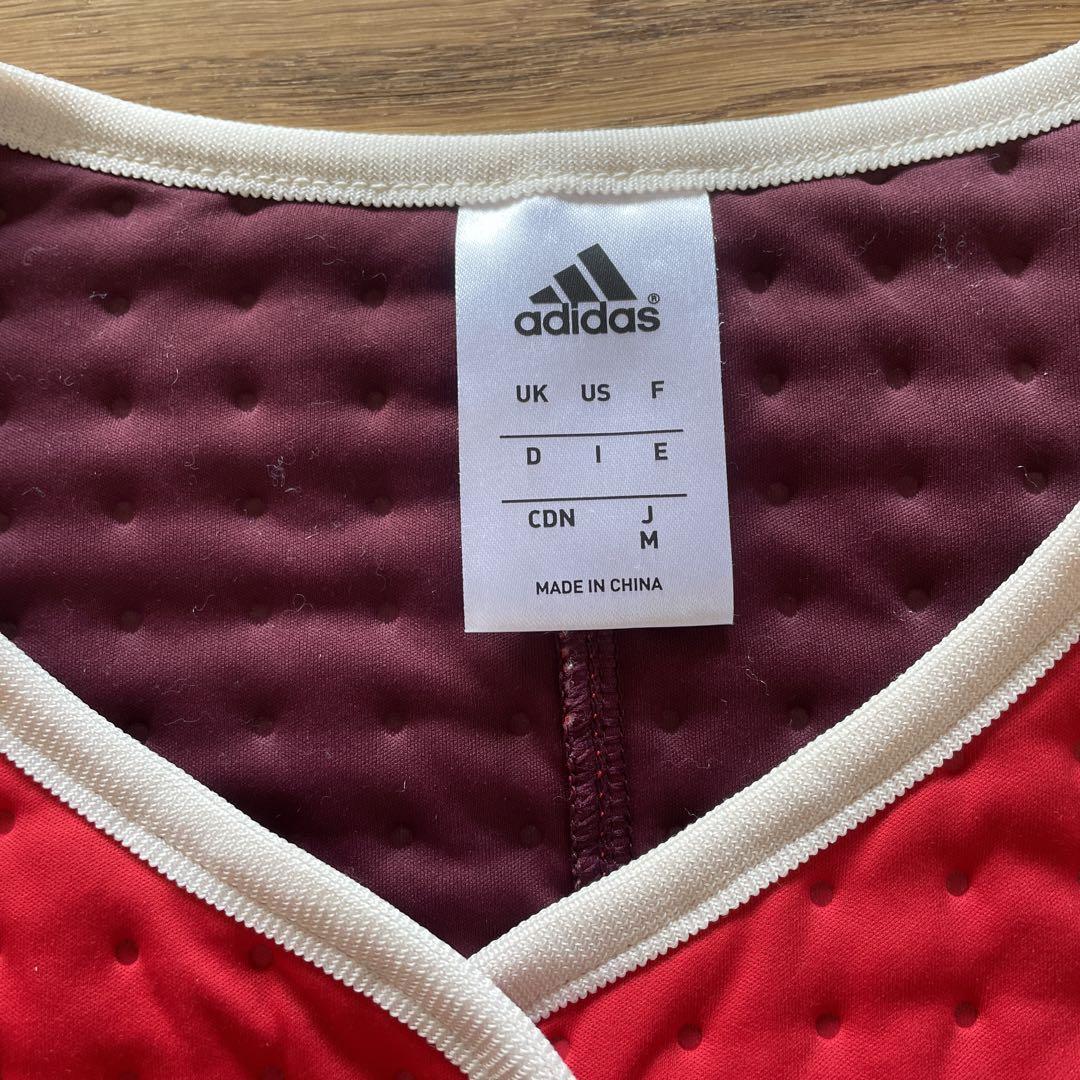 adidas®
UK US F
D I E
CDN J
M
MADE IN CHINA